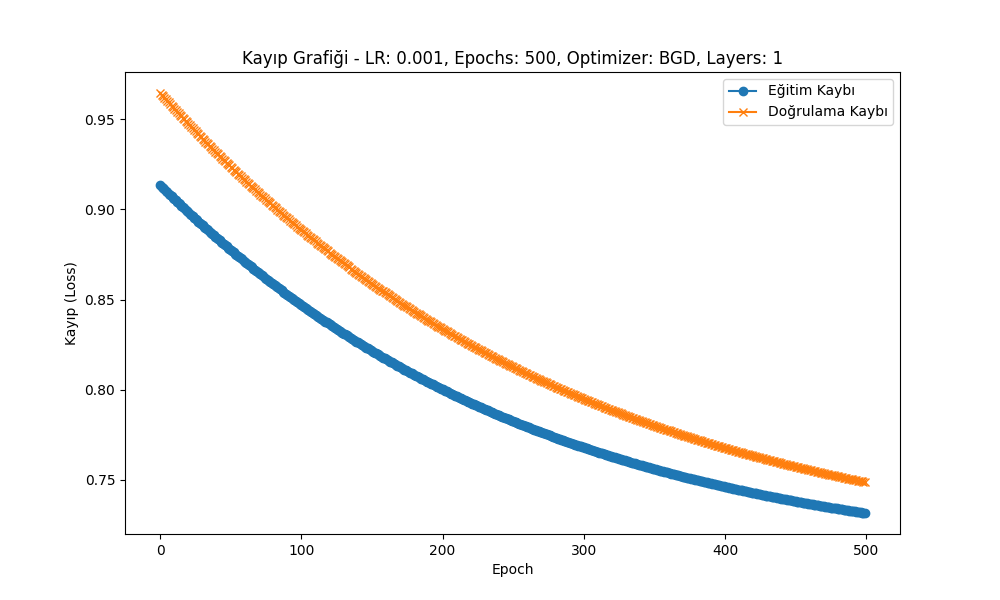 Kayıp Grafiği - LR: 0.001, Epochs: 500, Optimizer: BGD, Layers: 1
Eğitim Kaybı
Doğrulama Kaybı
Kayıp (Loss)
0.95
0.90
0.85
0.80
0.75
0 100 200 300 400 500
Epoch